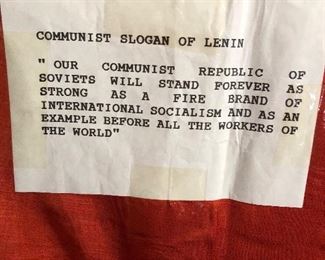 COMMUNIST SLOGAN OF LENIN
" OUR COMMUNIST REPUBLIC OF
SOVIETS WILL STAND FOREVER AS
STRONG AS A FIRE BRAND OF
INTERNATIONAL SOCIALISM AND AS AN
EXAMPLE BEFORE ALL THE WORKERS OF
THE WORLD"